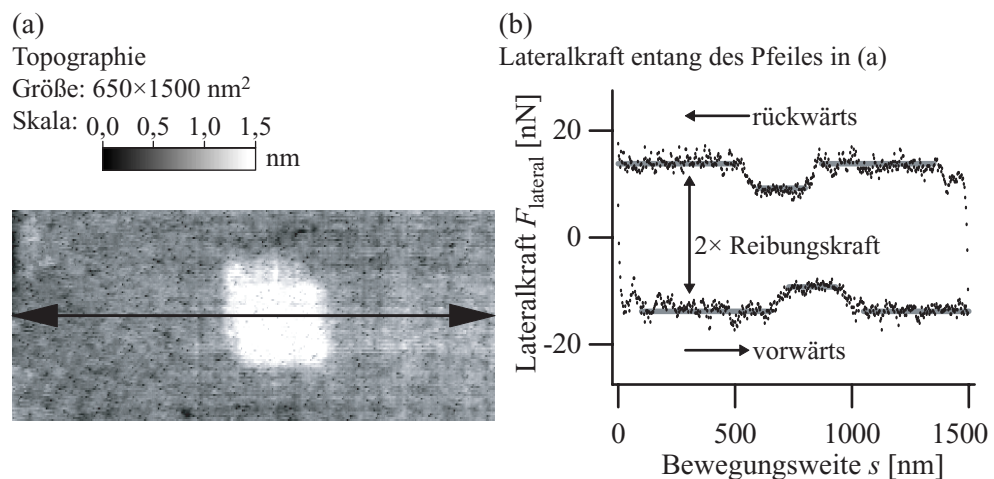 (a)
Topographie
Größe: 650×1500 nm²
Skala: 0,0 0,5 1,0 1,5
nm
(b)
Lateralkraft entang des Pfeiles in (a)
Lateralkraft F_lateral [nN]
20
0
-20
rückwärts
2× Reibungskraft
vorwärts
0 500 1000 1500
Bewegungsweite s [nm]